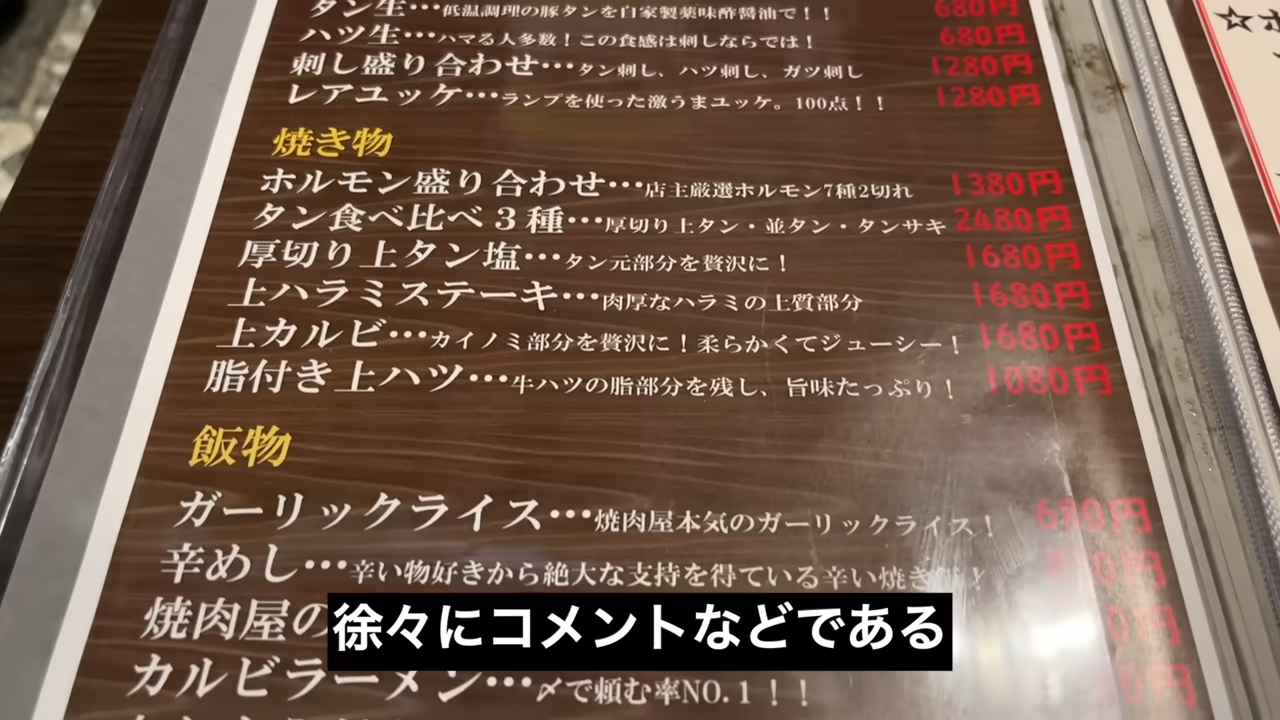 タン生…低温調理の豚タンを自家製薬味酢醤油で！！ 680円
ハツ生…ハマる人多数！この食感は刺しならでは！ 680円
刺し盛り合わせ…タン刺し、ハツ刺し、ガツ刺し 1280円
レアユッケ…ランプを使った激うまユッケ。100点！！ 1280円
焼き物
ホルモン盛り合わせ…店主厳選ホルモン7種2切れ 1380円
タン食べ比べ３種…厚切り上タン・並タン・タンサキ 2480円
厚切り上タン塩…タン元部分を贅沢に！ 1680円
上ハラミステーキ…肉厚なハラミの上質部分 1680円
上カルビ…カイノミ部分を贅沢に！柔らかくてジューシー！ 1680円
脂付き上ハツ…牛ハツの脂部分を残し、旨味たっぷり！ 1080円
飯物
ガーリックライス…焼肉屋本気のガーリックライス！ 680円
辛めし…辛い物好きから絶大な支持を得ている辛い焼き
焼肉屋の
カルビラーメン…〆で頼む率NO.１！！
徐々にコメントなどである